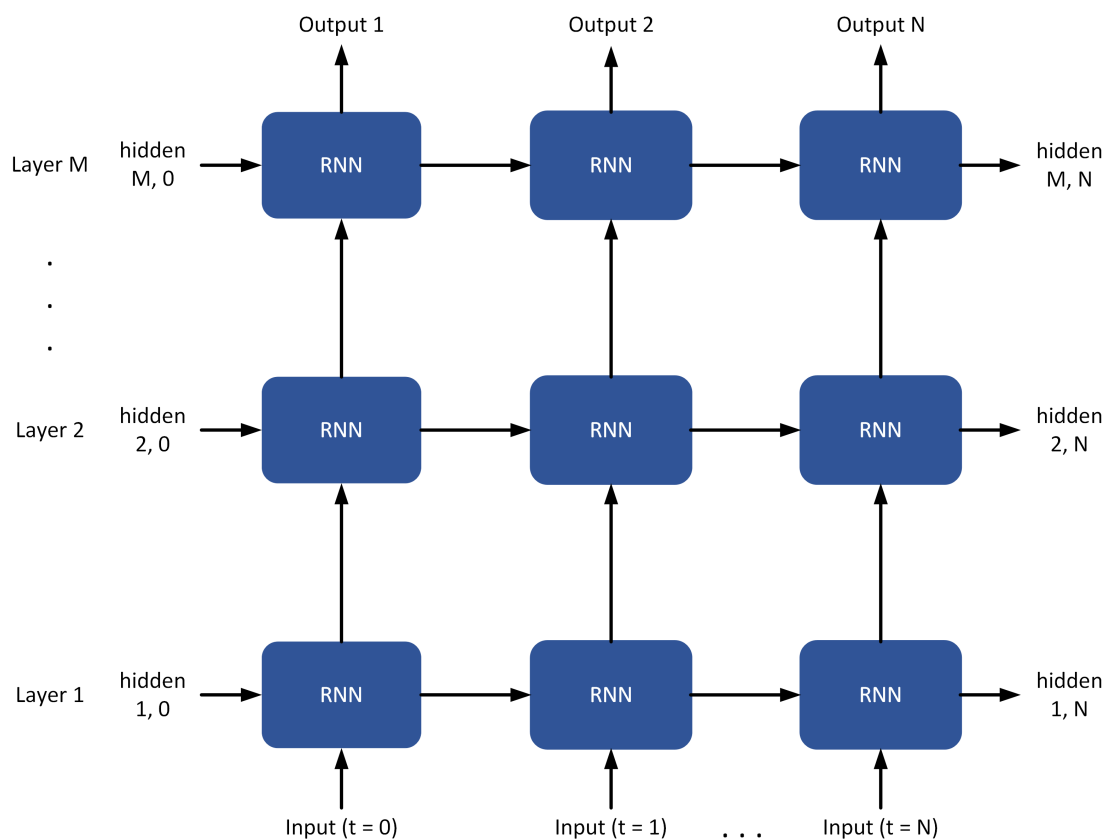 Output 1 Output 2 Output N
Layer M hidden M, 0 RNN RNN RNN hidden M, N
.
.
.
Layer 2 hidden 2, 0 RNN RNN RNN hidden 2, N
Layer 1 hidden 1, 0 RNN RNN RNN hidden 1, N
Input (t = 0) Input (t = 1) . . . Input (t = N)